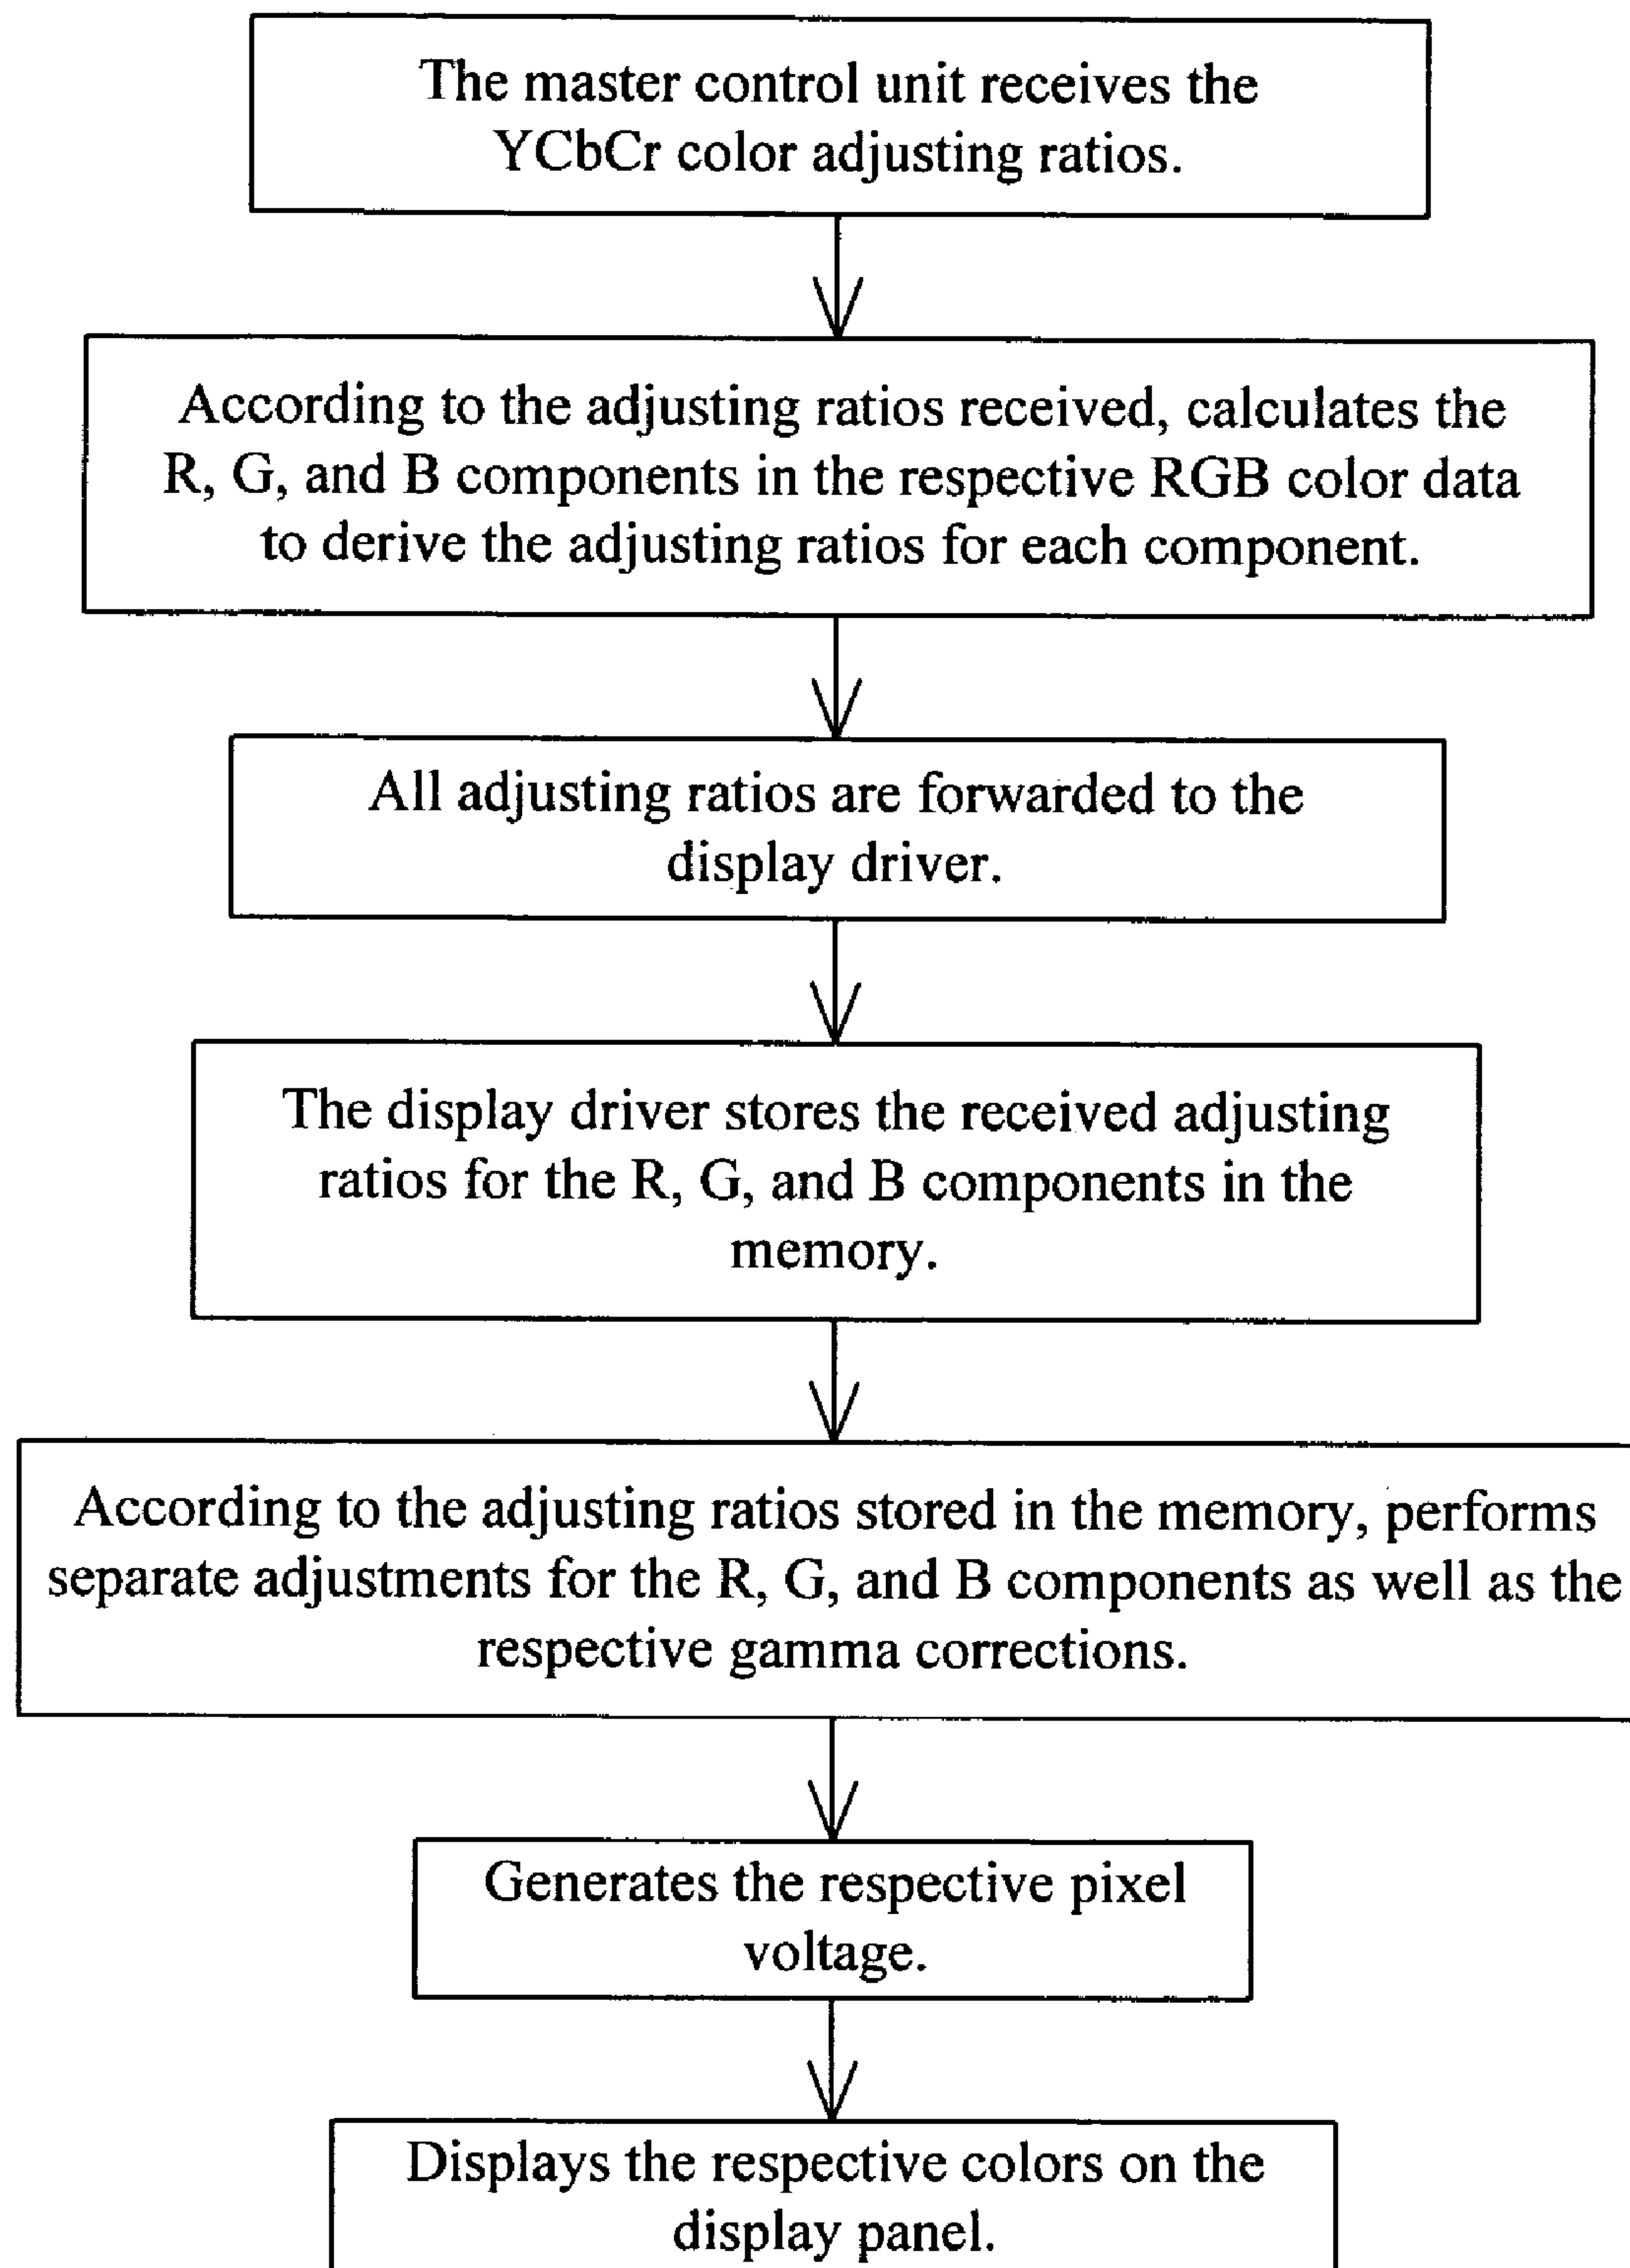 The master control unit receives the
YCbCr color adjusting ratios.
According to the adjusting ratios received, calculates the
R, G, and B components in the respective RGB color data
to derive the adjusting ratios for each component.
All adjusting ratios are forwarded to the
display driver.
The display driver stores the received adjusting
ratios for the R, G, and B components in the
memory.
According to the adjusting ratios stored in the memory, performs
separate adjustments for the R, G, and B components as well as the
respective gamma corrections.
Generates the respective pixel
voltage.
Displays the respective colors on the
display panel.